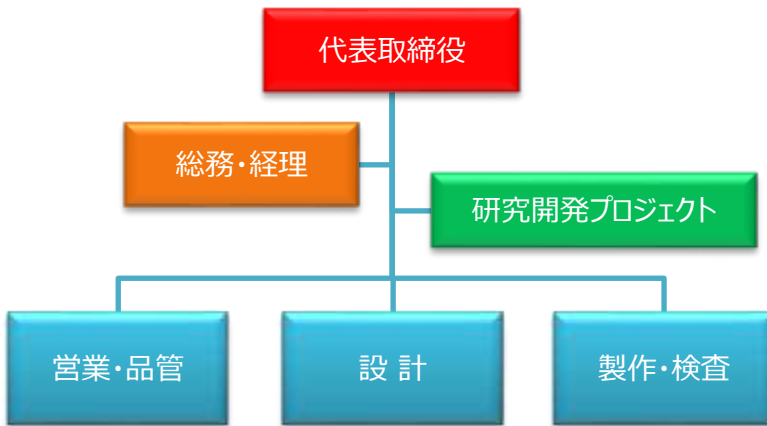 代表取締役
総務・経理
研究開発プロジェクト
営業・品管
設 計
製作・検査